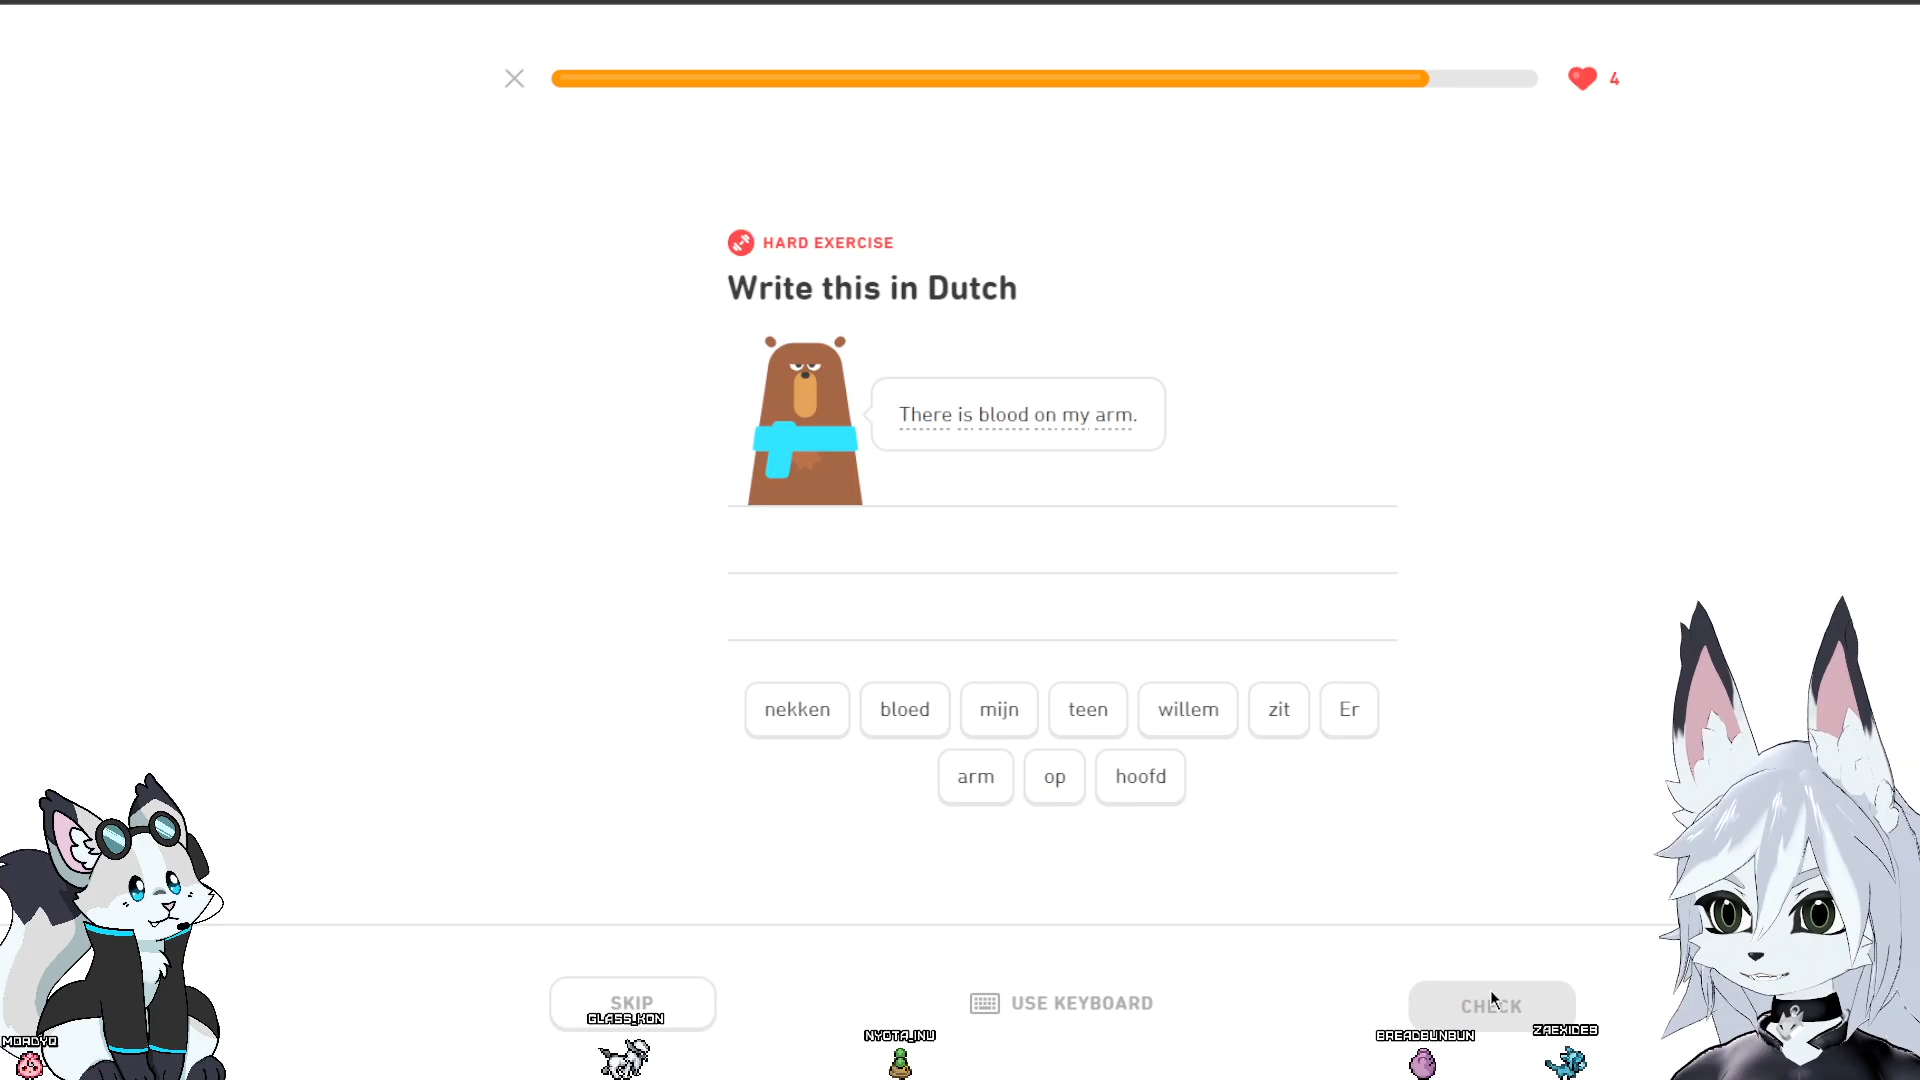 4
HARD EXERCISE
Write this in Dutch
There is blood on my arm.
nekken bloed mijn teen willem zit Er
arm op hoofd
SKIP USE KEYBOARD CHECK
GLASS_KON
MORDYQ NYOTA_INU BREADBUNBUN ZAEXIDEB